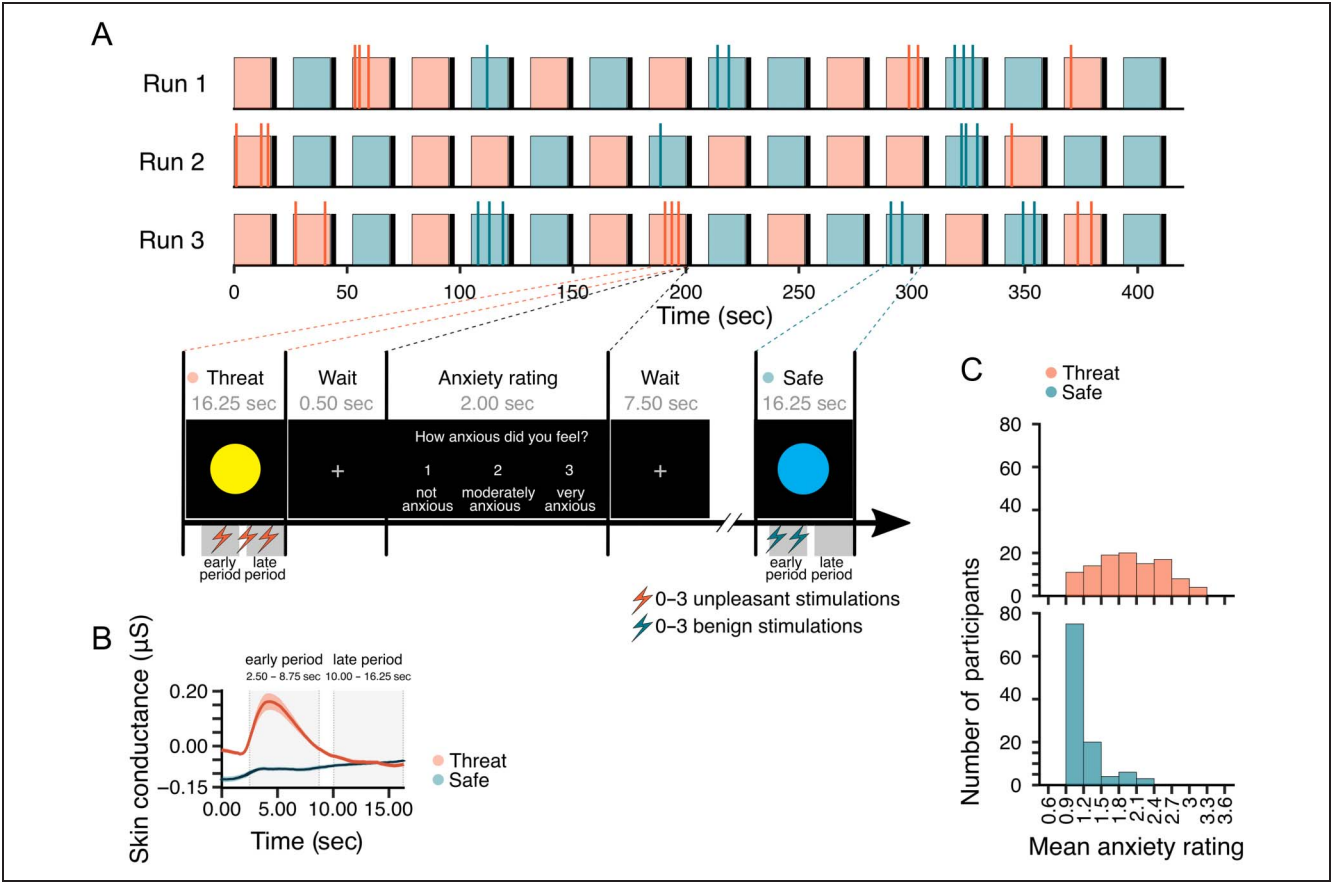 A
Run 1
Run 2
Run 3
0 50 100 150 200 250 300 350 400
Time (sec)
Threat
16.25 sec
Wait
0.50 sec
Anxiety rating
2.00 sec
Wait
7.50 sec
Safe
16.25 sec
How anxious did you feel?
+
1 2 3
not anxious
moderately anxious
very anxious
+
early period
late period
early period
late period
0–3 unpleasant stimulations
0–3 benign stimulations
B
Skin conductance (µS)
early period
2.50 – 8.75 sec
late period
10.00 – 16.25 sec
0.20
0.00
−0.15
0.00 5.00 10.00 15.00
Time (sec)
Threat
Safe
C
Threat
Safe
Number of participants
80
60
40
20
0
80
60
40
20
0
0.6 0.9 1.2 1.5 1.8 2.1 2.4 2.7 3 3.3 3.6
Mean anxiety rating